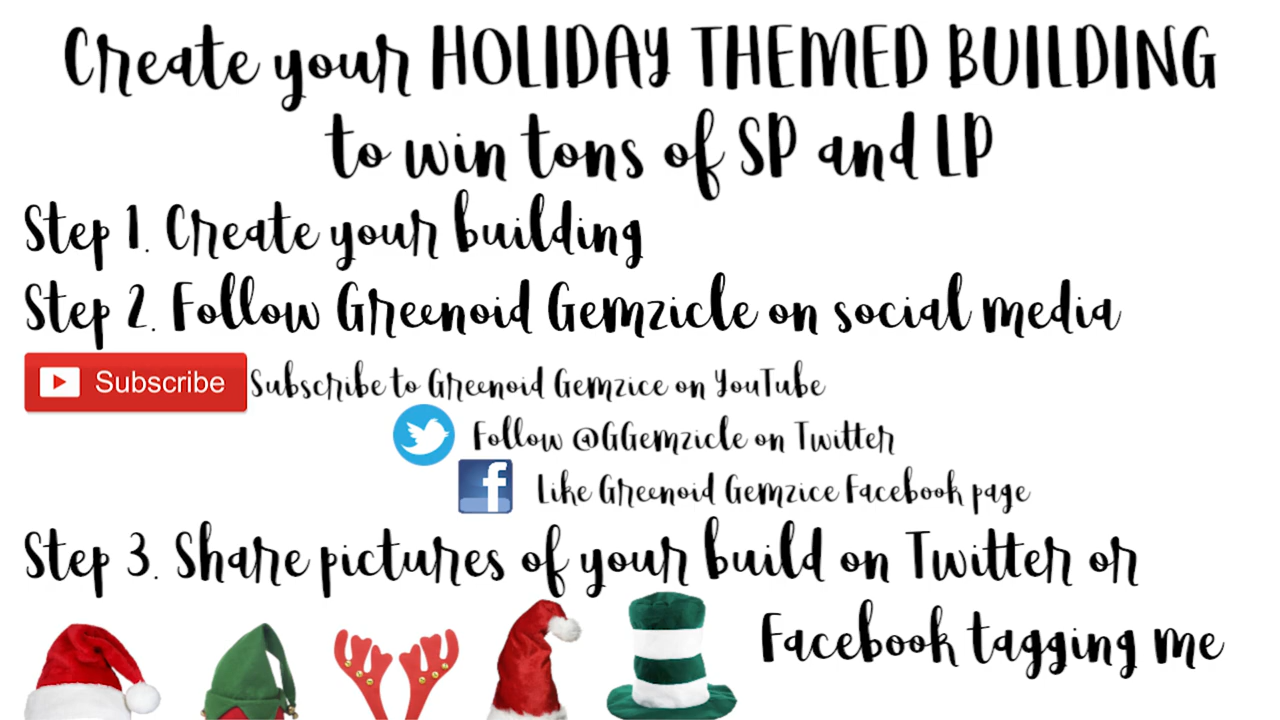 Create your HOLIDAY THEMED BUILDING
to win tons of SP and LP
Step 1. Create your building
Step 2. Follow Greenoid Gemzicle on social media
Subscribe Subscribe to Greenoid Gemzice on YouTube
Follow @GGemzicle on Twitter
f Like Greenoid Gemzice Facebook page
Step 3. Share pictures of your build on Twitter or
Facebook tagging me